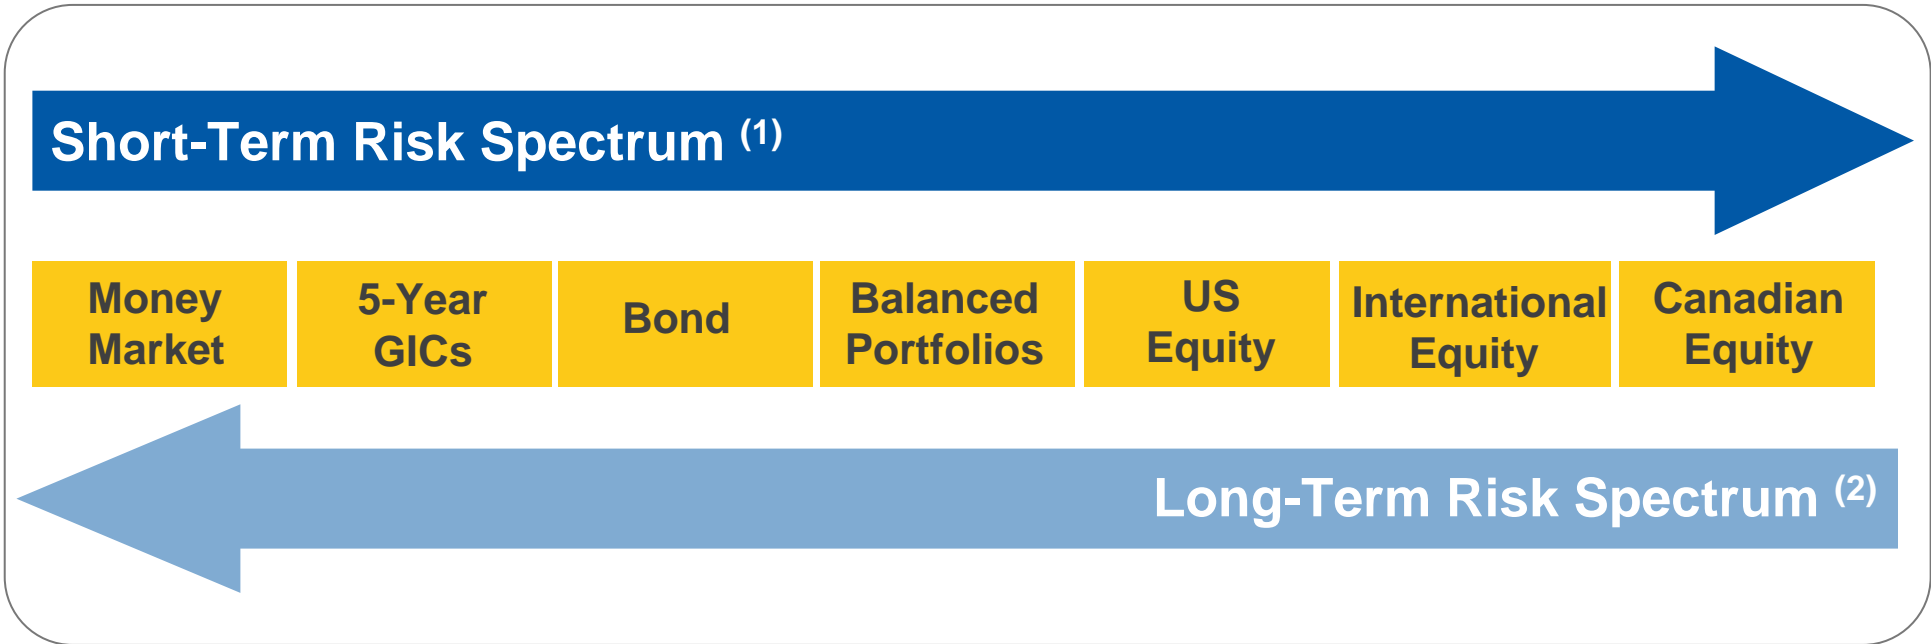 Short-Term Risk Spectrum (1)
Money
Market
5-Year
GICs
Bond
Balanced
Portfolios
US
Equity
International
Equity
Canadian
Equity
Long-Term Risk Spectrum (2)